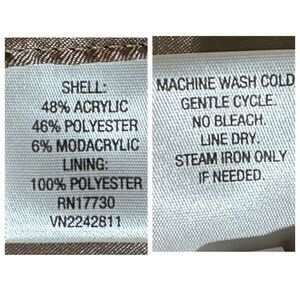 SHELL:
48% ACRYLIC
46% POLYESTER
6% MODACRYLIC
LINING:
100% POLYESTER
RN17730
VN2242811
MACHINE WASH COLD
GENTLE CYCLE.
NO BLEACH.
LINE DRY.
STEAM IRON ONLY
IF NEEDED.